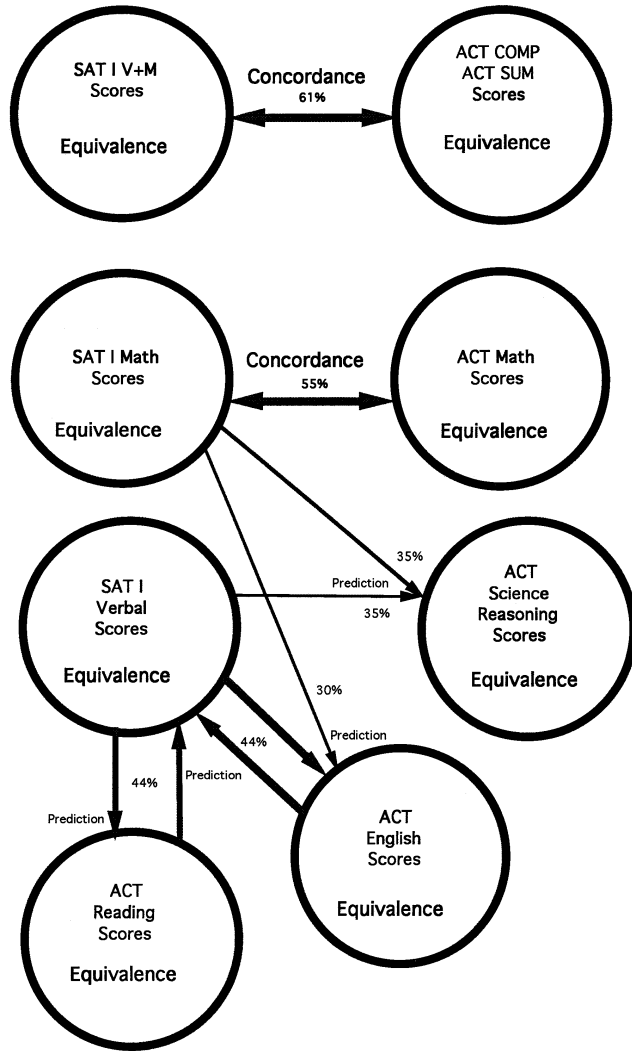 SAT I V+M
Scores
Equivalence
Concordance
61%
ACT COMP
ACT SUM
Scores
Equivalence
SAT I Math
Scores
Equivalence
Concordance
55%
ACT Math
Scores
Equivalence
35%
Prediction
35%
SAT I
Verbal
Scores
Equivalence
ACT
Science
Reasoning
Scores
Equivalence
30%
Prediction
44%
Prediction
44%
Prediction
ACT
English
Scores
Equivalence
ACT
Reading
Scores
Equivalence